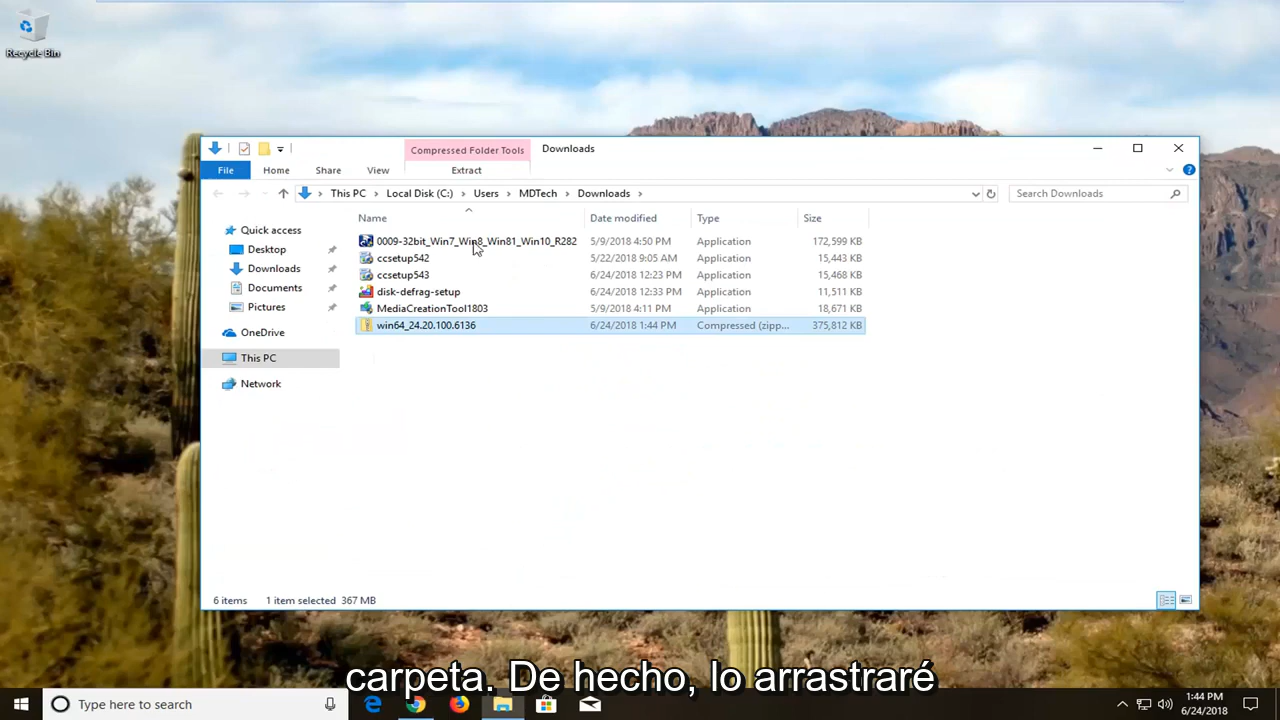 Recycle Bin
Compressed Folder Tools
Downloads
File
Home
Share
View
Extract
This PC
Local Disk (C:)
Users
MDTech
Downloads
Search Downloads
Name
Date modified
Type
Size
Quick access
Desktop
Downloads
Documents
Pictures
OneDrive
This PC
Network
0009-32bit_Win7_Win8_Win81_Win10_R282 5/9/2018 4:50 PM Application 172,599 KB
ccsetup542 5/22/2018 9:05 AM Application 15,443 KB
ccsetup543 6/24/2018 12:23 PM Application 15,468 KB
disk-defrag-setup 6/24/2018 12:33 PM Application 11,511 KB
MediaCreationTool1803 5/9/2018 4:11 PM Application 18,671 KB
win64_24.20.100.6136 6/24/2018 1:44 PM Compressed (zipp... 375,812 KB
6 items 1 item selected 367 MB
carpeta. De hecho, lo arrastraré
Type here to search
1:44 PM
6/24/2018